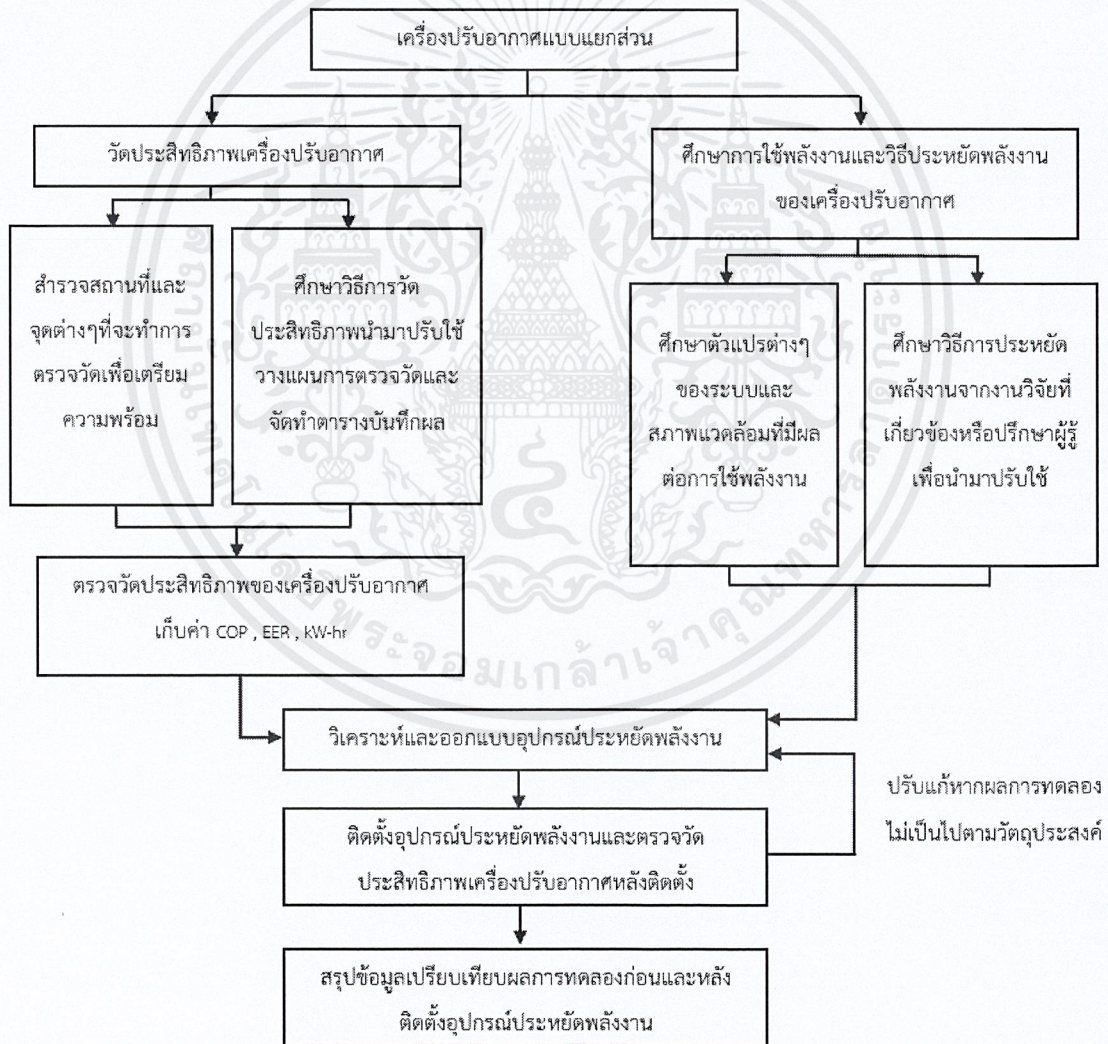 เครื่องปรับอากาศแบบแยกส่วน
วัดประสิทธิภาพเครื่องปรับอากาศ
ศึกษาการใช้พลังงานและวิธีประหยัดพลังงาน
ของเครื่องปรับอากาศ
สำรวจสถานที่และ
จุดต่างๆที่จะทำการ
ตรวจวัดเพื่อเตรียม
ความพร้อม
ศึกษาวิธีการวัด
ประสิทธิภาพนำมาปรับใช้
วางแผนการตรวจวัดและ
จัดทำตารางบันทึกผล
ศึกษาตัวแปรต่างๆ
ของระบบและ
สภาพแวดล้อมที่มีผล
ต่อการใช้พลังงาน
ศึกษาวิธีการประหยัด
พลังงานจากงานวิจัยที่
เกี่ยวข้องหรือปรึกษาผู้รู้
เพื่อนำมาปรับใช้
ตรวจวัดประสิทธิภาพของเครื่องปรับอากาศ
เก็บค่า COP , EER , kW-hr
วิเคราะห์และออกแบบอุปกรณ์ประหยัดพลังงาน
ปรับแก้หากผลการทดลอง
ไม่เป็นไปตามวัตถุประสงค์
ติดตั้งอุปกรณ์ประหยัดพลังงานและตรวจวัด
ประสิทธิภาพเครื่องปรับอากาศหลังติดตั้ง
สรุปข้อมูลเปรียบเทียบผลการทดลองก่อนและหลัง
ติดตั้งอุปกรณ์ประหยัดพลังงาน